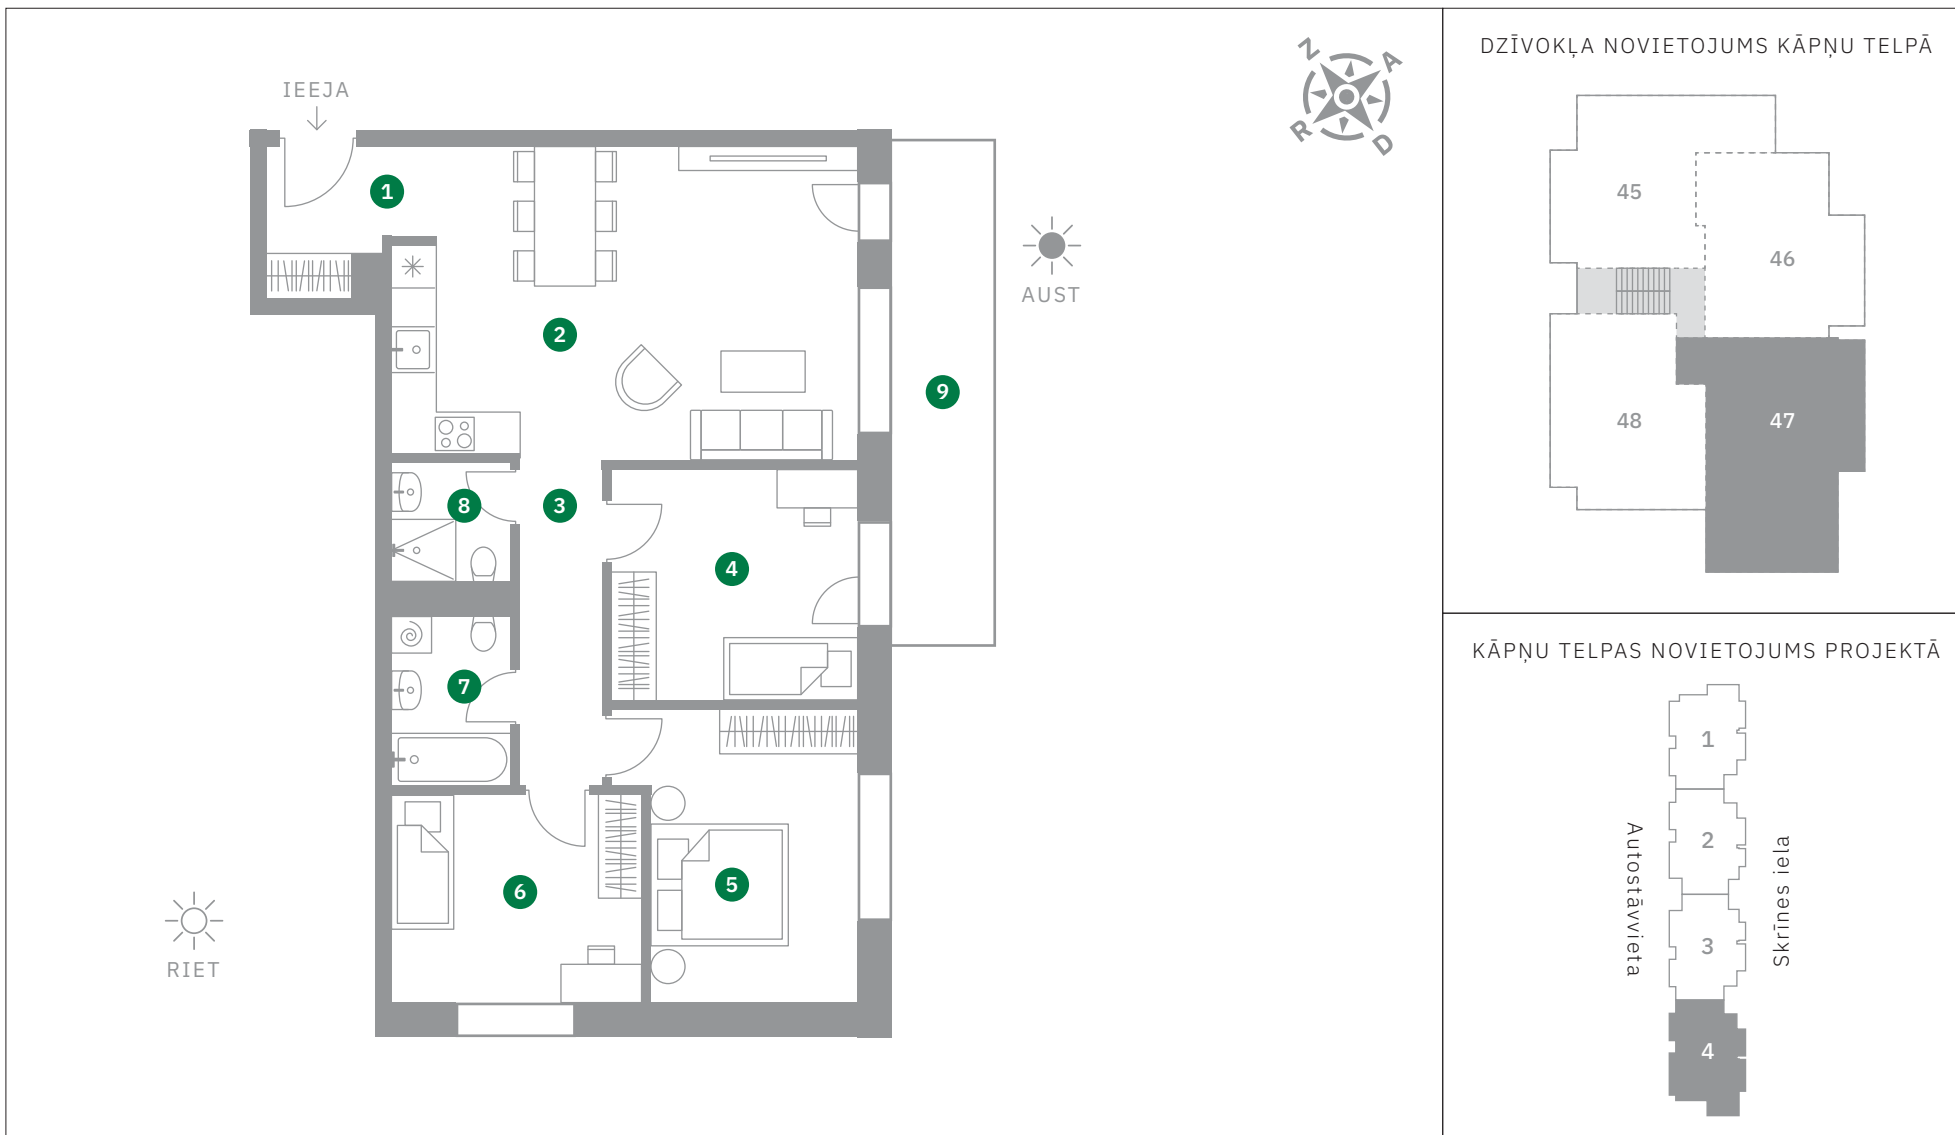 IEEJA
1
2
3
4
5
6
7
8
9
Z
A
R
D
AUST
RIET
DZĪVOKĻA NOVIETOJUMS KĀPŅU TELPĀ
45
46
47
48
KĀPŅU TELPAS NOVIETOJUMS PROJEKTĀ
1
2
3
4
Autostāvvieta
Skrīnes iela